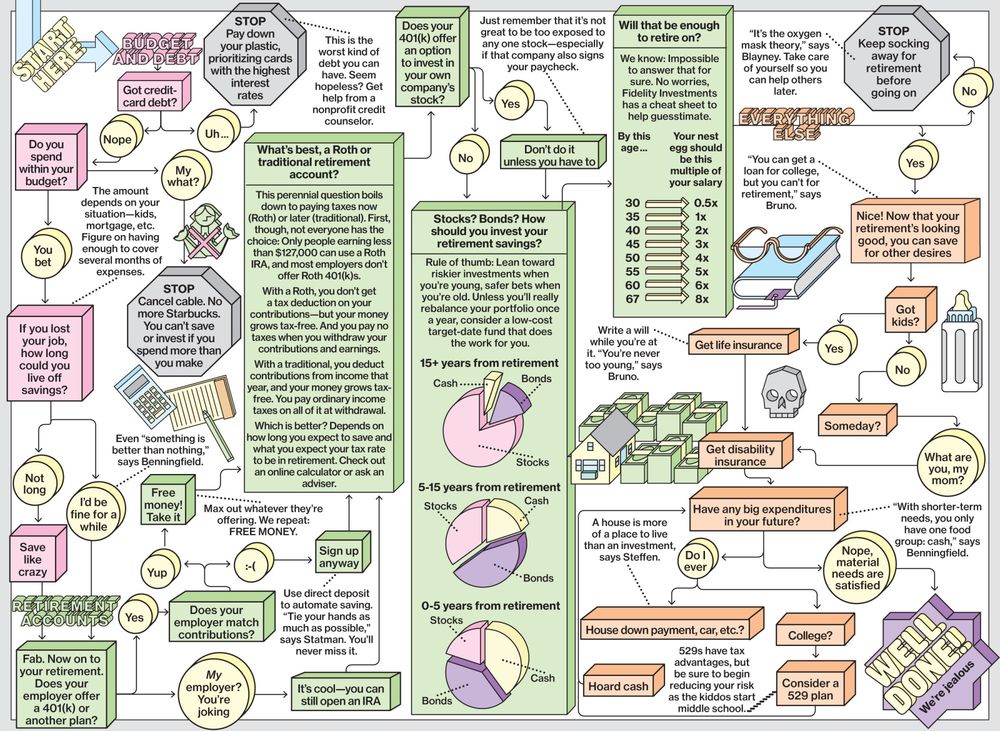 START
HERE
BUDGET
AND DEBT
Got credit-
card debt?
Nope
Uh...
STOP
Pay down
your plastic,
prioritizing cards
with the highest
interest
rates
This is the
worst kind of
debt you can
have. Seem
hopeless? Get
help from a
nonprofit credit
counselor.
Do you
spend within
your budget?
My
what?
You
bet
STOP
Cancel cable. No
more Starbucks.
You can't save
or invest if you
spend more than
you make
The amount
depends on your
situation—kids,
mortgage, etc.
Figure on having
enough to cover
several months of
expenses.
If you lost
your job,
how long
could you
live off
savings?
Even “something is
better than nothing,”
says Benningfield.
Not
long
I'd be
fine for a
while
Save
like
crazy
RETIREMENT
ACCOUNTS
Fab. Now on to
your retirement.
Does your
employer offer
a 401(k) or
another plan?
Yes
My
employer?
You're
joking
Does your
employer match
contributions?
Yup
:-(
Free
money!
Take it
Max out whatever they're
offering. We repeat:
FREE MONEY.
Sign up
anyway
Use direct deposit
to automate saving.
“Tie your hands as
much as possible,”
says Statman. You'll
never miss it.
It's cool—you can
still open an IRA
What's best, a Roth or
traditional retirement
account?
This perennial question boils
down to paying taxes now
(Roth) or later (traditional). First,
though, not everyone has the
choice: Only people earning less
than $127,000 can use a Roth
IRA, and most employers don't
offer Roth 401(k)s.
With a Roth, you don't get
a tax deduction on your
contributions—but your money
grows tax-free. And you pay no
taxes when you withdraw your
contributions and earnings.
With a traditional, you deduct
contributions from income that
year, and your money grows tax-
free. You pay ordinary income
taxes on all of it at withdrawal.
Which is better? Depends on
how long you expect to save and
what you expect your tax rate
to be in retirement. Check out
an online calculator or ask an
adviser.
Does your
401(k) offer
an option
to invest in
your own
company's
stock?
Just remember that it's not
great to be too exposed to
any one stock—especially
if that company also signs
your paycheck.
Yes
No
Don't do it
unless you have to
Stocks? Bonds? How
should you invest your
retirement savings?
Rule of thumb: Lean toward
riskier investments when
you're young, safer bets when
you're old. Unless you'll really
rebalance your portfolio once
a year, consider a low-cost
target-date fund that does
the work for you.
15+ years from retirement
Cash
Bonds
Stocks
5-15 years from retirement
Stocks
Cash
Bonds
0-5 years from retirement
Stocks
Cash
Bonds
Will that be enough
to retire on?
We know: Impossible
to answer that for
sure. No worries,
Fidelity Investments
has a cheat sheet to
help guesstimate.
By this
age...
Your nest
egg should
be this
multiple of
your salary
30 0.5x
35 1x
40 2x
45 3x
50 4x
55 5x
60 6x
67 8x
EVERYTHING
ELSE
“It's the oxygen
mask theory,” says
Blayney. Take care
of yourself so you
can help others
later.
STOP
Keep socking
away for
retirement
before
going on
No
Yes
“You can get a
loan for college,
but you can't for
retirement,” says
Bruno.
Nice! Now that your
retirement's looking
good, you can save
for other desires
Got
kids?
Yes
No
Write a will
while you're at
it. “You're never
too young,” says
Bruno.
Get life insurance
Someday?
What are
you, my
mom?
Get disability
insurance
Have any big expenditures
in your future?
“With shorter-term
needs, you only
have one food
group: cash,” says
Benningfield.
A house is more
of a place to live
than an investment,
says Steffen.
Do I
ever
Nope,
material
needs are
satisfied
House down payment, car, etc.?
College?
Hoard cash
529s have tax
advantages, but
be sure to begin
reducing your risk
as the kiddos start
middle school.
Consider a
529 plan
WELL
DONE!!
We're jealous